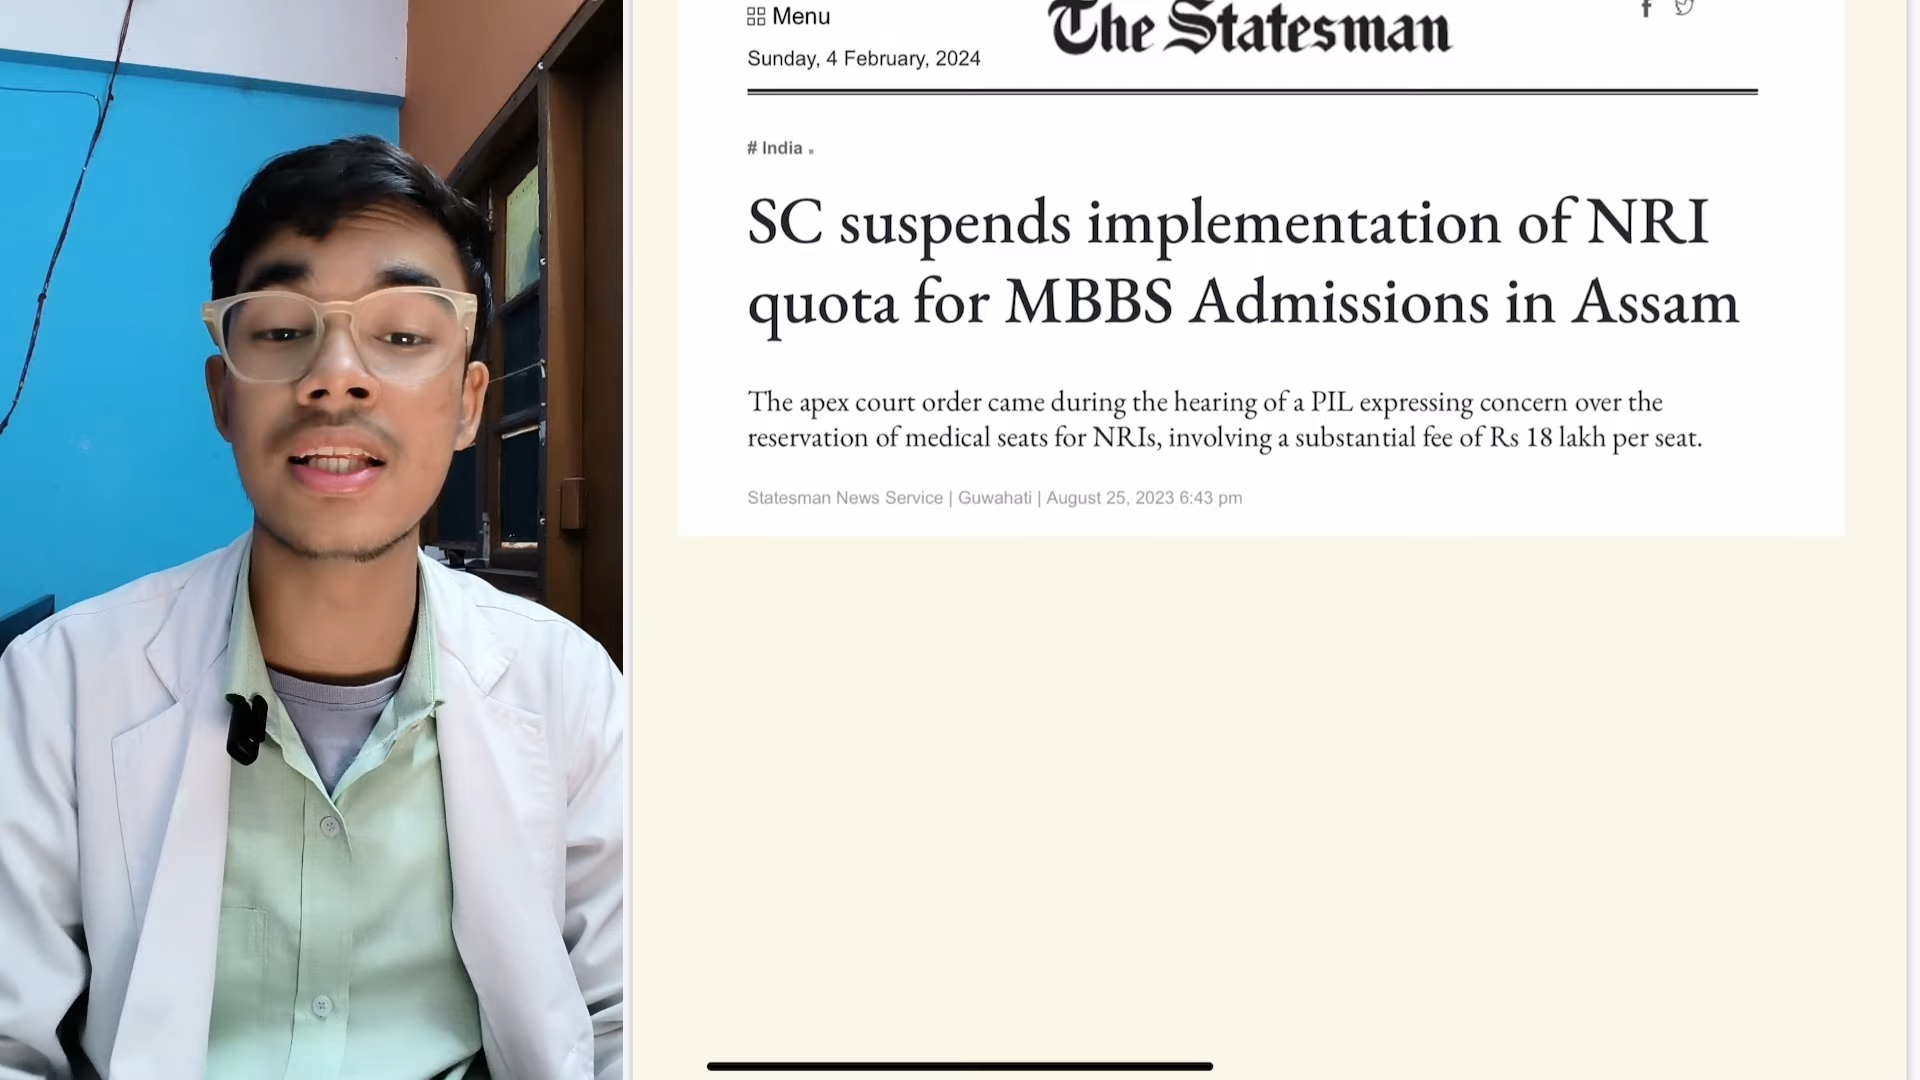 Menu
The Statesman
Sunday, 4 February, 2024
# India
SC suspends implementation of NRI
quota for MBBS Admissions in Assam
The apex court order came during the hearing of a PIL expressing concern over the
reservation of medical seats for NRIs, involving a substantial fee of Rs 18 lakh per seat.
Statesman News Service | Guwahati | August 25, 2023 6:43 pm